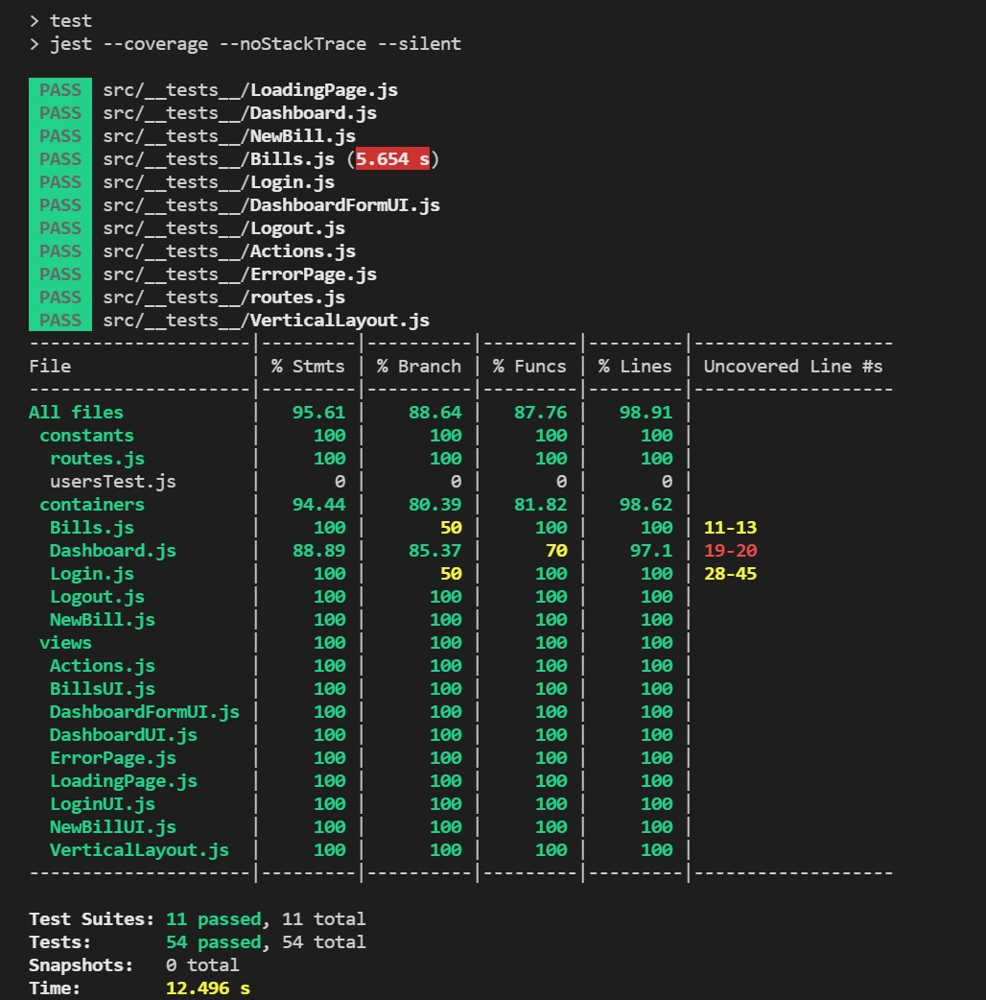 > test
> jest --coverage --noStackTrace --silent
PASS src/__tests__/LoadingPage.js
PASS src/__tests__/Dashboard.js
PASS src/__tests__/NewBill.js
PASS src/__tests__/Bills.js (5.654 s)
PASS src/__tests__/Login.js
PASS src/__tests__/DashboardFormUI.js
PASS src/__tests__/Logout.js
PASS src/__tests__/Actions.js
PASS src/__tests__/ErrorPage.js
PASS src/__tests__/routes.js
PASS src/__tests__/VerticalLayout.js
---------------------|---------|----------|---------|---------|-------------------
File                 | % Stmts | % Branch | % Funcs | % Lines | Uncovered Line #s
---------------------|---------|----------|---------|---------|-------------------
All files            |   95.61 |    88.64 |   87.76 |   98.91 |
 constants           |     100 |      100 |     100 |     100 |
  routes.js          |     100 |      100 |     100 |     100 |
  usersTest.js       |       0 |        0 |       0 |       0 |
 containers          |   94.44 |    80.39 |   81.82 |   98.62 |
  Bills.js           |     100 |       50 |     100 |     100 | 11-13
  Dashboard.js       |   88.89 |    85.37 |      70 |    97.1 | 19-20
  Login.js           |     100 |       50 |     100 |     100 | 28-45
  Logout.js          |     100 |      100 |     100 |     100 |
  NewBill.js         |     100 |      100 |     100 |     100 |
 views               |     100 |      100 |     100 |     100 |
  Actions.js         |     100 |      100 |     100 |     100 |
  BillsUI.js         |     100 |      100 |     100 |     100 |
  DashboardFormUI.js |     100 |      100 |     100 |     100 |
  DashboardUI.js     |     100 |      100 |     100 |     100 |
  ErrorPage.js       |     100 |      100 |     100 |     100 |
  LoadingPage.js     |     100 |      100 |     100 |     100 |
  LoginUI.js         |     100 |      100 |     100 |     100 |
  NewBillUI.js       |     100 |      100 |     100 |     100 |
  VerticalLayout.js  |     100 |      100 |     100 |     100 |
---------------------|---------|----------|---------|---------|-------------------
Test Suites: 11 passed, 11 total
Tests:       54 passed, 54 total
Snapshots:   0 total
Time:        12.496 s